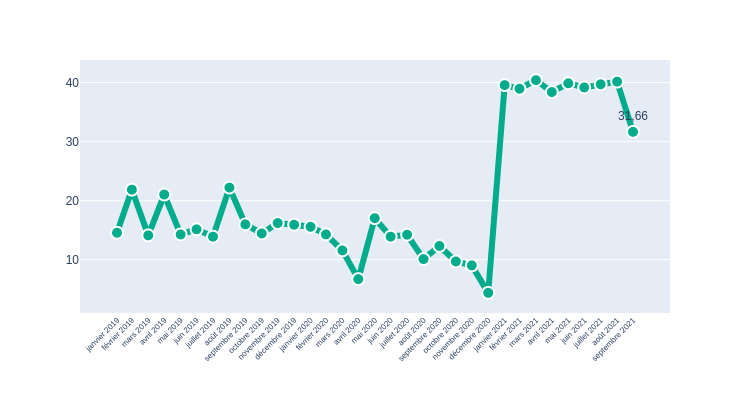 40
30
20
10
31.66
janvier 2019
février 2019
mars 2019
avril 2019
mai 2019
juin 2019
juillet 2019
août 2019
septembre 2019
octobre 2019
novembre 2019
décembre 2019
janvier 2020
février 2020
mars 2020
avril 2020
mai 2020
juin 2020
juillet 2020
août 2020
septembre 2020
octobre 2020
novembre 2020
décembre 2020
janvier 2021
février 2021
mars 2021
avril 2021
mai 2021
juin 2021
juillet 2021
août 2021
septembre 2021